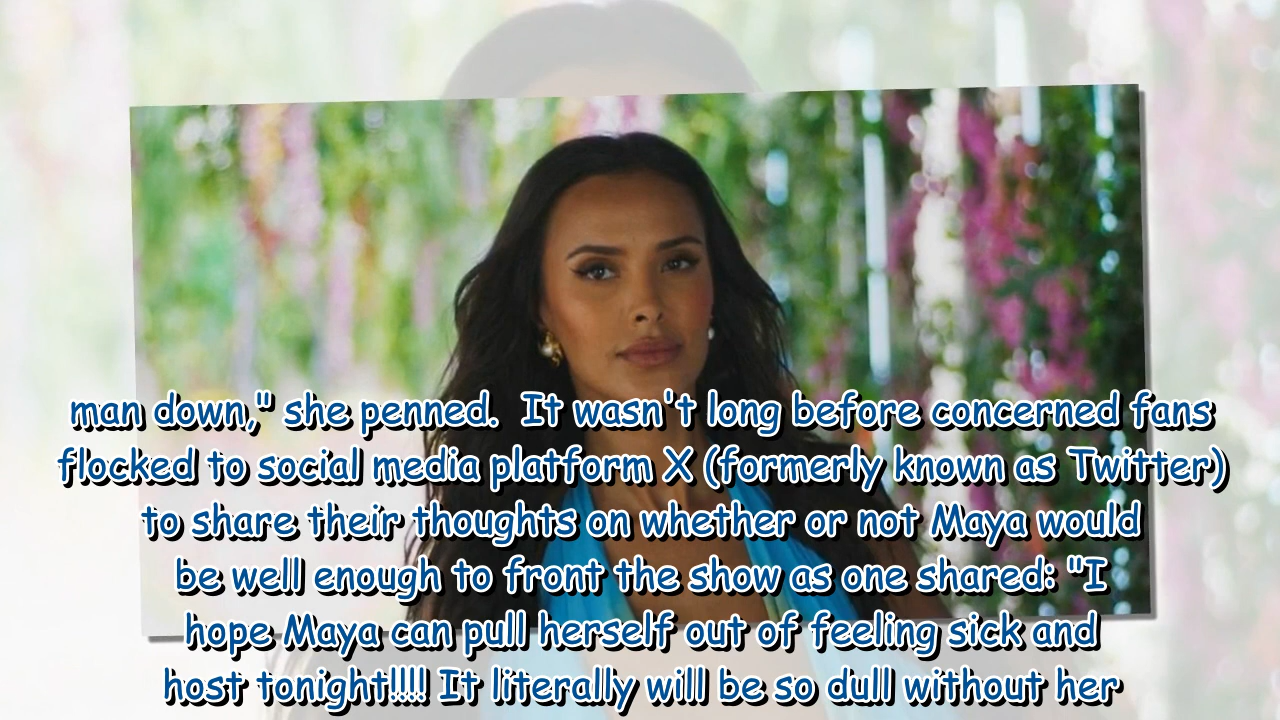 man down," she penned.  It wasn't long before concerned fans
flocked to social media platform X (formerly known as Twitter)
to share their thoughts on whether or not Maya would
be well enough to front the show as one shared: "I
hope Maya can pull herself out of feeling sick and
host tonight!!!! It literally will be so dull without her